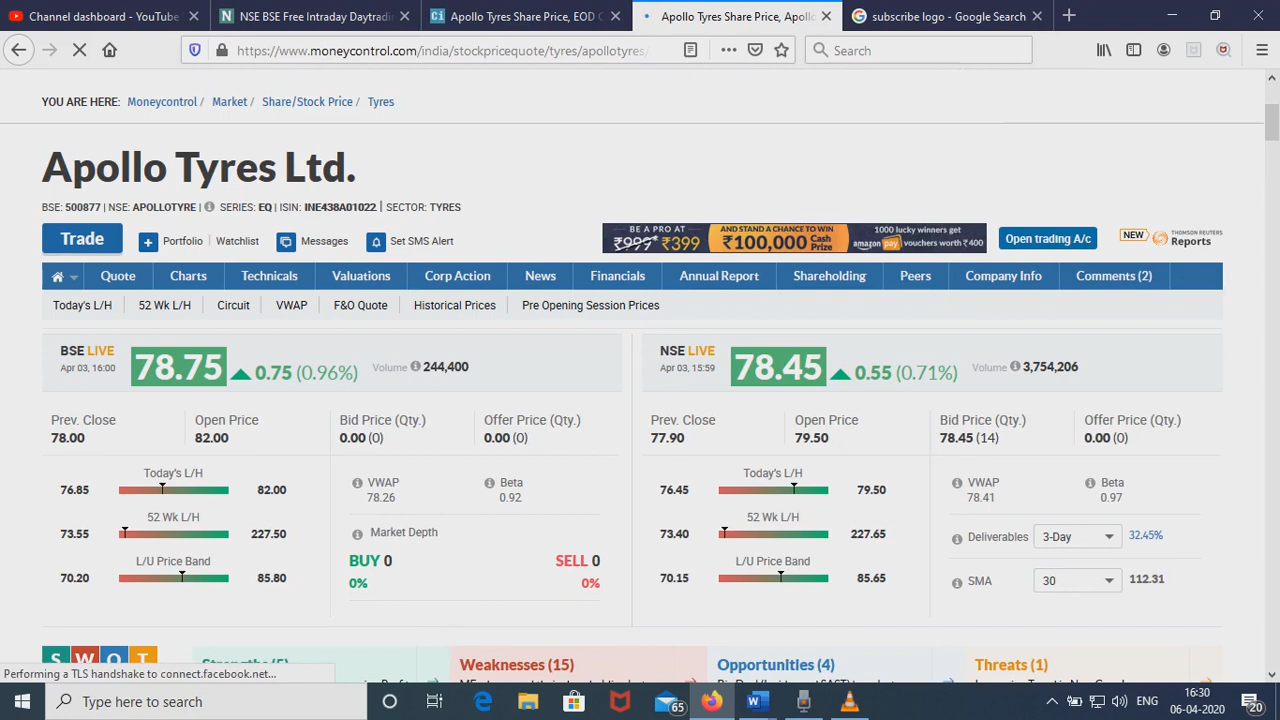 Channel dashboard - YouTube
NSE BSE Free Intraday Daytradin
Ci Apollo Tyres Share Price, EOD C
Apollo Tyres Share Price, Apoll
subscribe logo - Google Search
https://www.moneycontrol.com/india/stockpricequote/tyres/apollotyres/
Search
YOU ARE HERE: Moneycontrol / Market / Share/Stock Price / Tyres
Apollo Tyres Ltd.
BSE: 500877 | NSE: APOLLOTYRE | SERIES: EQ | ISIN: INE438A01022 | SECTOR: TYRES
Trade
Portfolio | Watchlist
Messages
Set SMS Alert
BE A PRO AT
₹999* ₹399
AND STAND A CHANCE TO WIN
₹100,000 Cash Prize
1000 lucky winners get
amazon pay vouchers worth ₹400
Open trading A/c
NEW
THOMSON REUTERS
Reports
Quote Charts Technicals Valuations Corp Action News Financials Annual Report Shareholding Peers Company Info Comments (2)
Today's L/H 52 Wk L/H Circuit VWAP F&O Quote Historical Prices Pre Opening Session Prices
BSE LIVE
Apr 03, 16:00
78.75
0.75 (0.96%)
Volume 244,400
Prev. Close
78.00
Open Price
82.00
Bid Price (Qty.)
0.00 (0)
Offer Price (Qty.)
0.00 (0)
Today's L/H
76.85 82.00
52 Wk L/H
73.55 227.50
L/U Price Band
70.20 85.80
VWAP
78.26
Beta
0.92
Market Depth
BUY 0 SELL 0
0% 0%
NSE LIVE
Apr 03, 15:59
78.45
0.55 (0.71%)
Volume 3,754,206
Prev. Close
77.90
Open Price
79.50
Bid Price (Qty.)
78.45 (14)
Offer Price (Qty.)
0.00 (0)
Today's L/H
76.45 79.50
52 Wk L/H
73.40 227.65
L/U Price Band
70.15 85.65
VWAP
78.41
Beta
0.97
Deliverables 3-Day 32.45%
SMA 30 112.31
S W O T
Strengths (5)
Weaknesses (15)
Opportunities (4)
Threats (1)
Performing a TLS handshake to connect.facebook.net...
Type here to search
65
ENG
16:30
06-04-2020
20